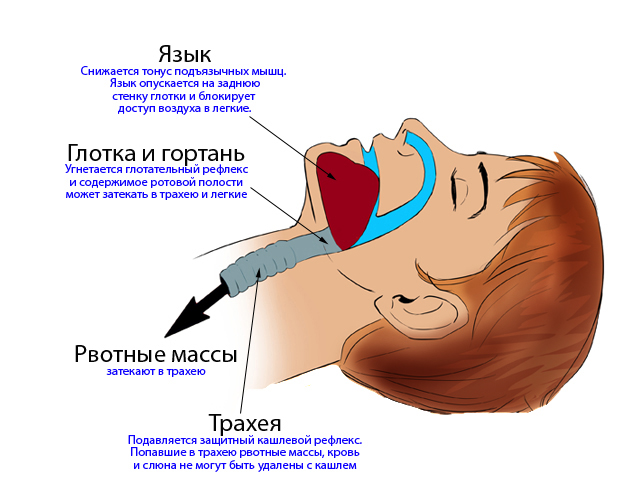 Язык
Снижается тонус подъязычных мышц.
Язык опускается на заднюю
стенку глотки и блокирует
доступ воздуха в легкие.
Глотка и гортань
Угнетается глотательный рефлекс
и содержимое ротовой полости
может затекать в трахею и легкие
Рвотные массы
затекают в трахею
Трахея
Подавляется защитный кашлевой рефлекс.
Попавшие в трахею рвотные массы, кровь
и слюна не могут быть удалены с кашлем